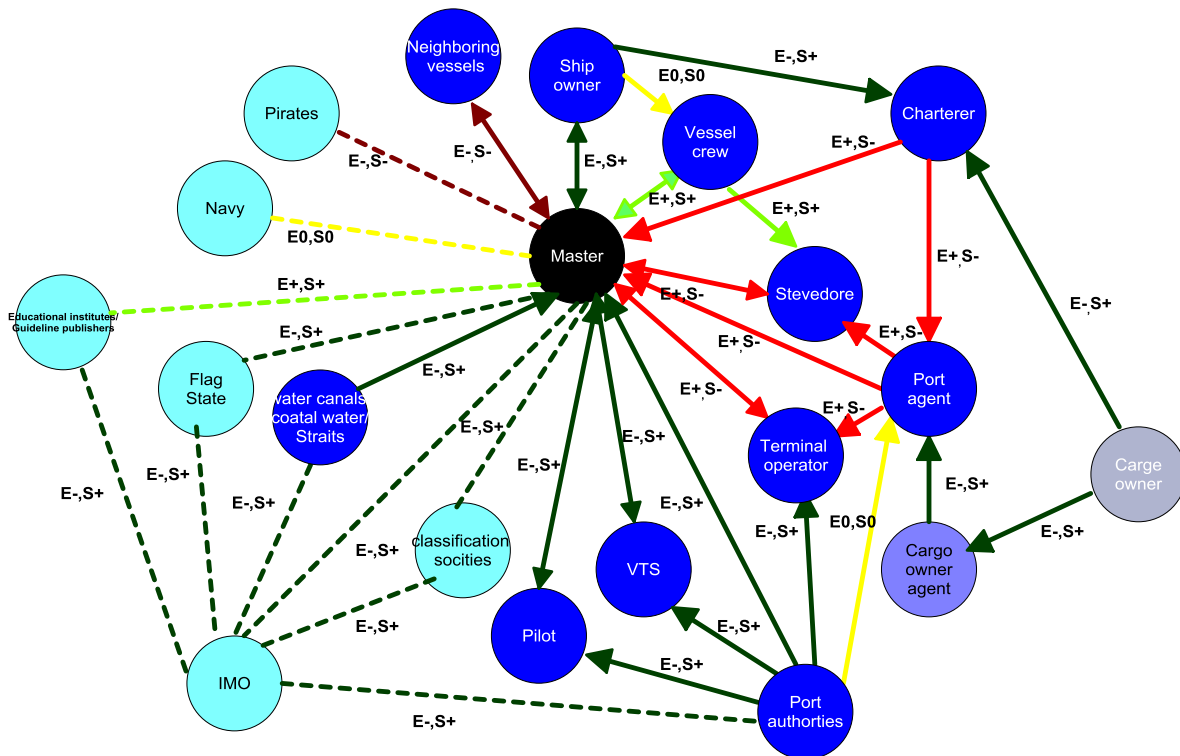 Neighboring
vessels
Ship
owner
E-,S+
E0,S0
Pirates
Charterer
Vessel
crew
E-,S-
E-,S-
E-,S+
E+,S-
E+,S+
Navy
E+,S+
E0,S0
Master
E+,S+
Stevedore
E+,S-
E+,S-
Educational institutes/
Guideline publishers
E-,S+
E-,S+
E+,S-
E+,S-
Flag
State
E-,S+
Port
agent
E+,S-
vater canals/
coatal water/
Straits
E+,S-
E-,S+
E-,S+
Terminal
operator
Carge
owner
E-,S+
E-,S+
E-,S+
E-,S+
E-,S+
E-,S+
E0,S0
E-,S+
E-,S+
classification
socities
E-,S+
VTS
Cargo
owner
agent
E-,S+
E-,S+
Pilot
E-,S+
IMO
E-,S+
Port
authorties